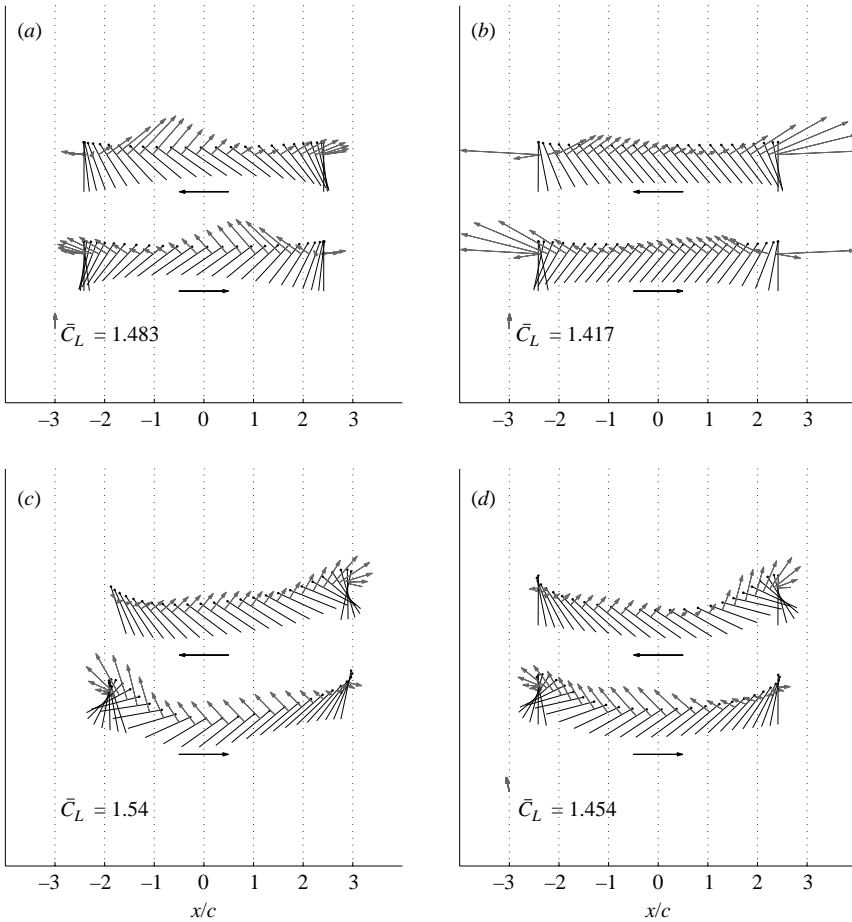 (a)
C̄_L = 1.483
–3 –2 –1 0 1 2 3
(b)
C̄_L = 1.417
–3 –2 –1 0 1 2 3
(c)
C̄_L = 1.54
–3 –2 –1 0 1 2 3
x/c
(d)
C̄_L = 1.454
–3 –2 –1 0 1 2 3
x/c